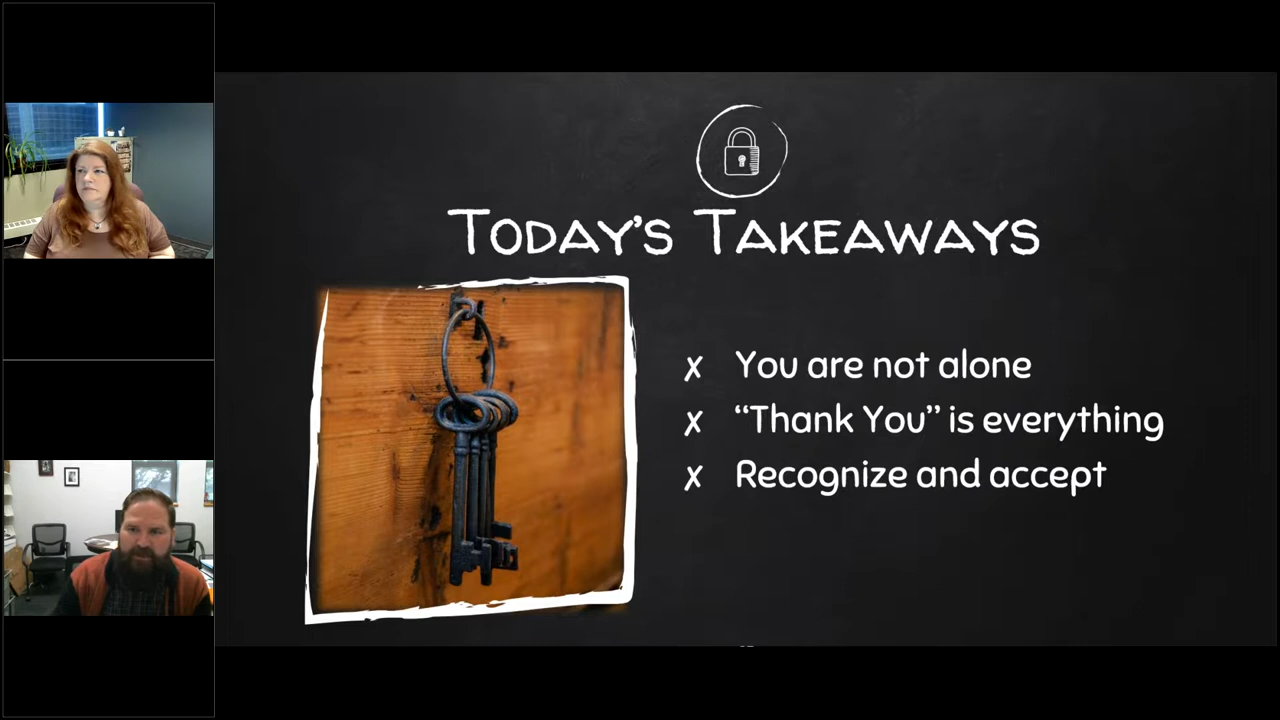 Today's Takeaways
✗ You are not alone
✗ “Thank You” is everything
✗ Recognize and accept